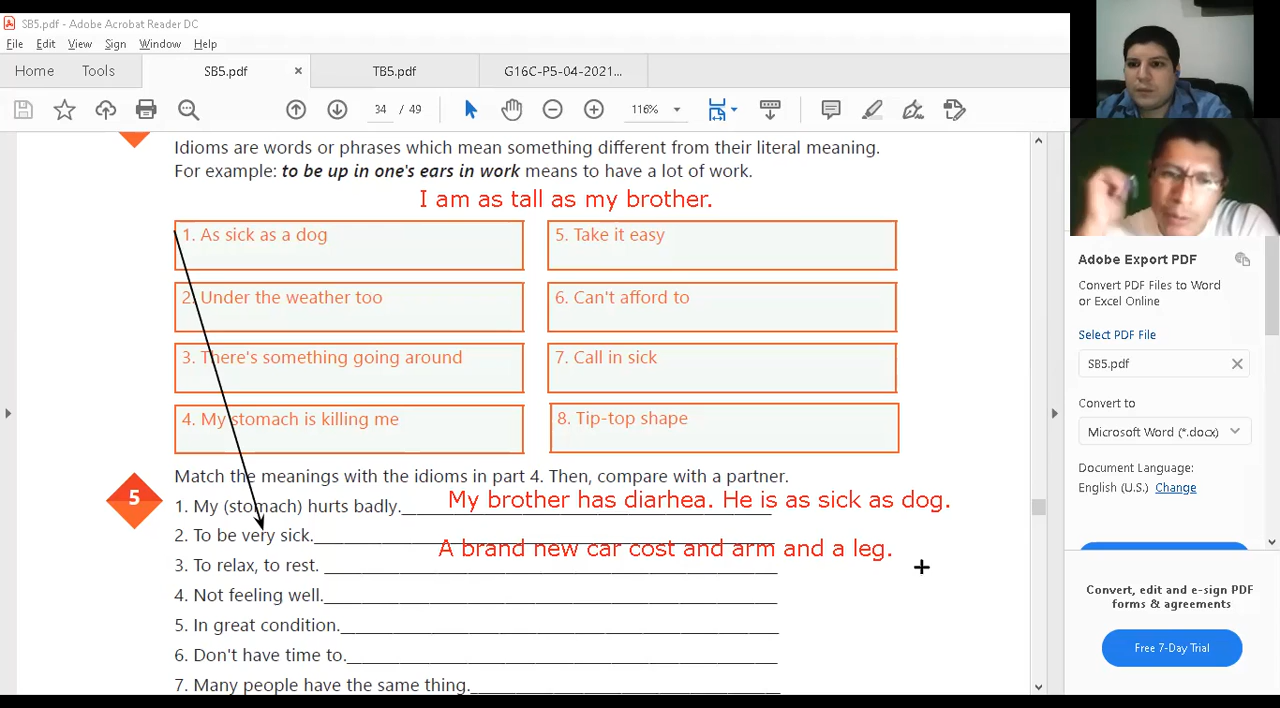 SB5.pdf - Adobe Acrobat Reader DC
File Edit View Sign Window Help
Home Tools SB5.pdf × TB5.pdf G16C-P5-04-2021...
34 / 49 116%
Idioms are words or phrases which mean something different from their literal meaning.
For example: to be up in one's ears in work means to have a lot of work.
I am as tall as my brother.
1. As sick as a dog
5. Take it easy
2. Under the weather too
6. Can't afford to
3. There's something going around
7. Call in sick
4. My stomach is killing me
8. Tip-top shape
5
Match the meanings with the idioms in part 4. Then, compare with a partner.
1. My (stomach) hurts badly.
My brother has diarhea. He is as sick as dog.
2. To be very sick.
A brand new car cost and arm and a leg.
3. To relax, to rest.
4. Not feeling well.
5. In great condition.
6. Don't have time to.
7. Many people have the same thing.
Adobe Export PDF
Convert PDF Files to Word
or Excel Online
Select PDF File
SB5.pdf
Convert to
Microsoft Word (*.docx)
Document Language:
English (U.S.) Change
Convert, edit and e-sign PDF
forms & agreements
Free 7-Day Trial